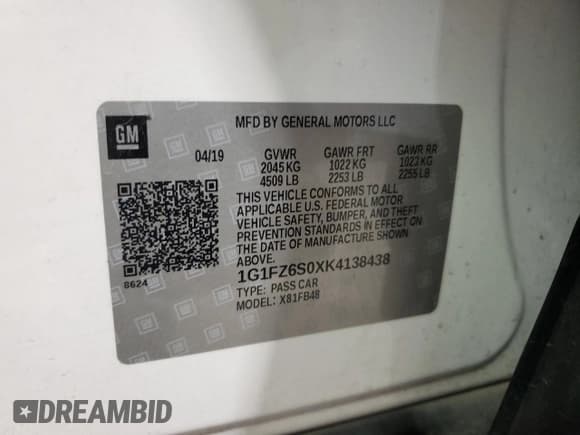 GM
MFD BY GENERAL MOTORS LLC
04/19 GVWR GAWR FRT GAWR RR
2045 KG 1022 KG 1023 KG
4509 LB 2253 LB 2255 LB
THIS VEHICLE CONFORMS TO ALL
APPLICABLE U.S. FEDERAL MOTOR
VEHICLE SAFETY, BUMPER, AND THEFT
PREVENTION STANDARDS IN EFFECT ON
THE DATE OF MANUFACTURE SHOWN
ABOVE.
8624
1G1FZ6S0XK4138438
TYPE: PASS CAR
MODEL: X81FB48
DREAMBID